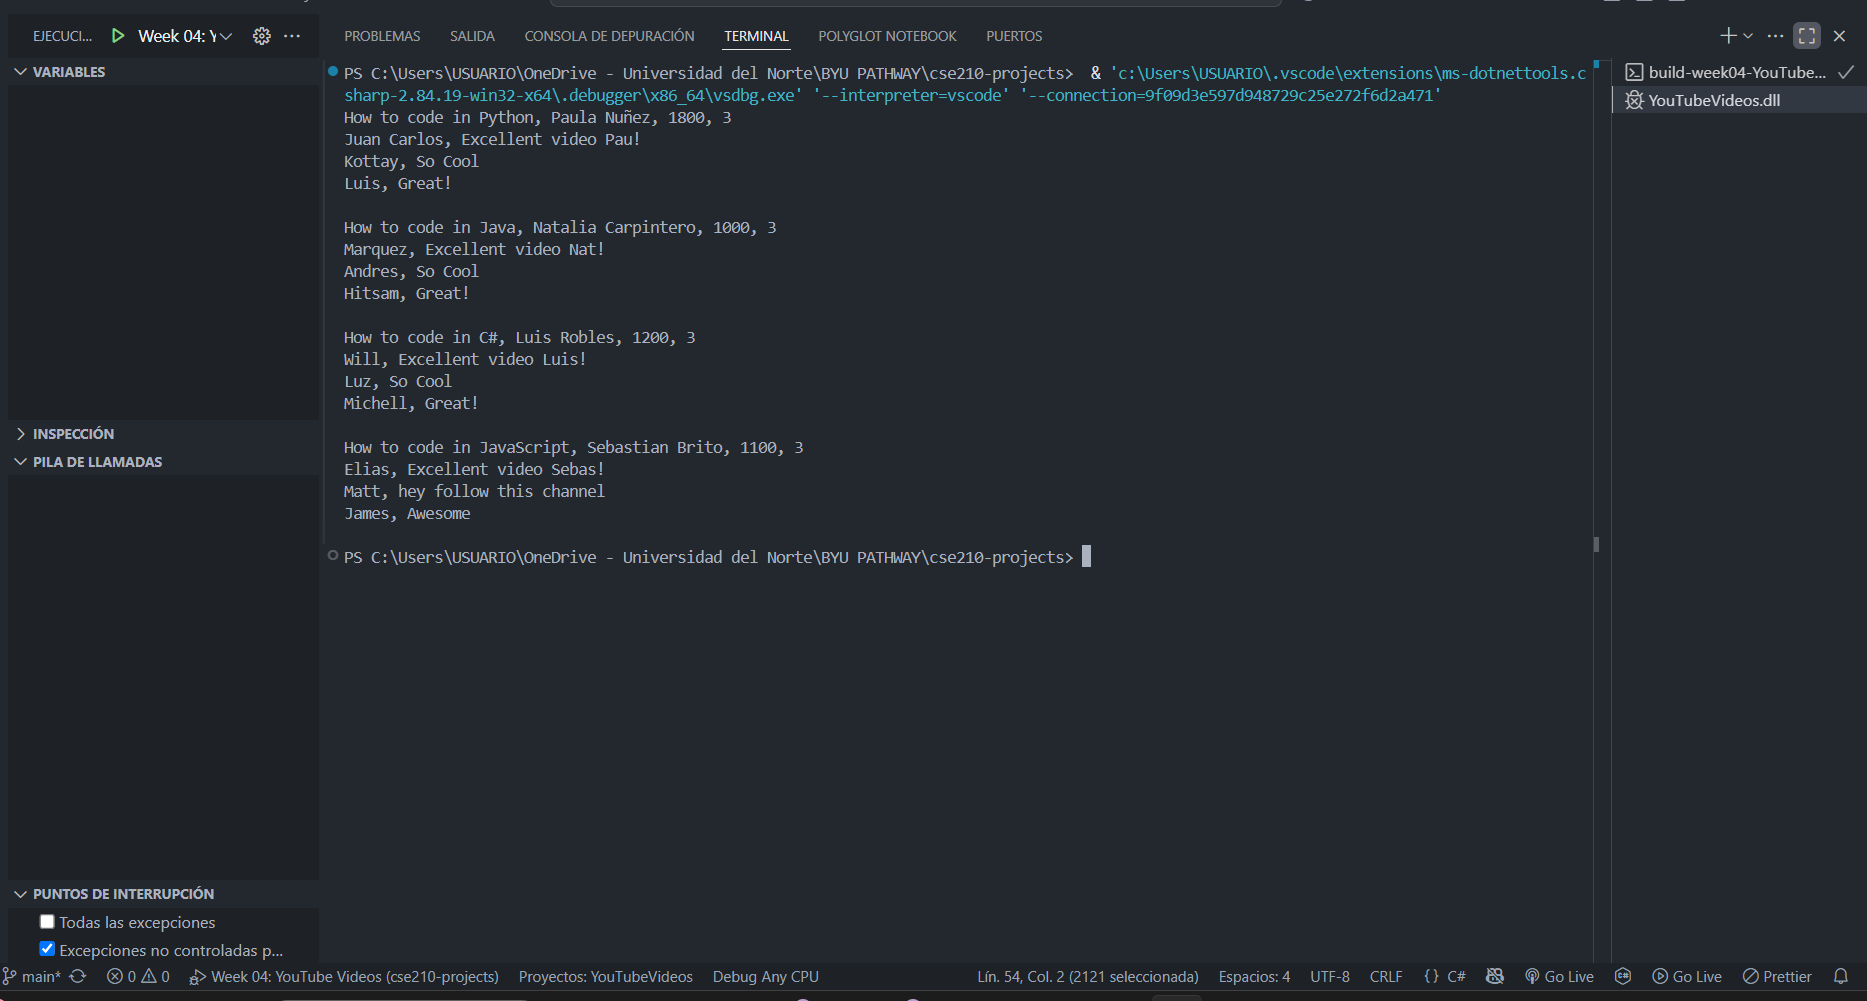 EJECUCI...
Week 04: Y
VARIABLES
INSPECCIÓN
PILA DE LLAMADAS
PUNTOS DE INTERRUPCIÓN
Todas las excepciones
Excepciones no controladas p...
PROBLEMAS SALIDA CONSOLA DE DEPURACIÓN TERMINAL POLYGLOT NOTEBOOK PUERTOS
PS C:\Users\USUARIO\OneDrive - Universidad del Norte\BYU PATHWAY\cse210-projects>  & 'c:\Users\USUARIO\.vscode\extensions\ms-dotnettools.c
sharp-2.84.19-win32-x64\.debugger\x86_64\vsdbg.exe' '--interpreter=vscode' '--connection=9f09d3e597d948729c25e272f6d2a471'
How to code in Python, Paula Nuñez, 1800, 3
Juan Carlos, Excellent video Pau!
Kottay, So Cool
Luis, Great!
How to code in Java, Natalia Carpintero, 1000, 3
Marquez, Excellent video Nat!
Andres, So Cool
Hitsam, Great!
How to code in C#, Luis Robles, 1200, 3
Will, Excellent video Luis!
Luz, So Cool
Michell, Great!
How to code in JavaScript, Sebastian Brito, 1100, 3
Elias, Excellent video Sebas!
Matt, hey follow this channel
James, Awesome
PS C:\Users\USUARIO\OneDrive - Universidad del Norte\BYU PATHWAY\cse210-projects>
build-week04-YouTube...
YouTubeVideos.dll
main* 0 0 Week 04: YouTube Videos (cse210-projects) Proyectos: YouTubeVideos Debug Any CPU Lín. 54, Col. 2 (2121 seleccionada) Espacios: 4 UTF-8 CRLF {} C# Go Live Go Live Prettier